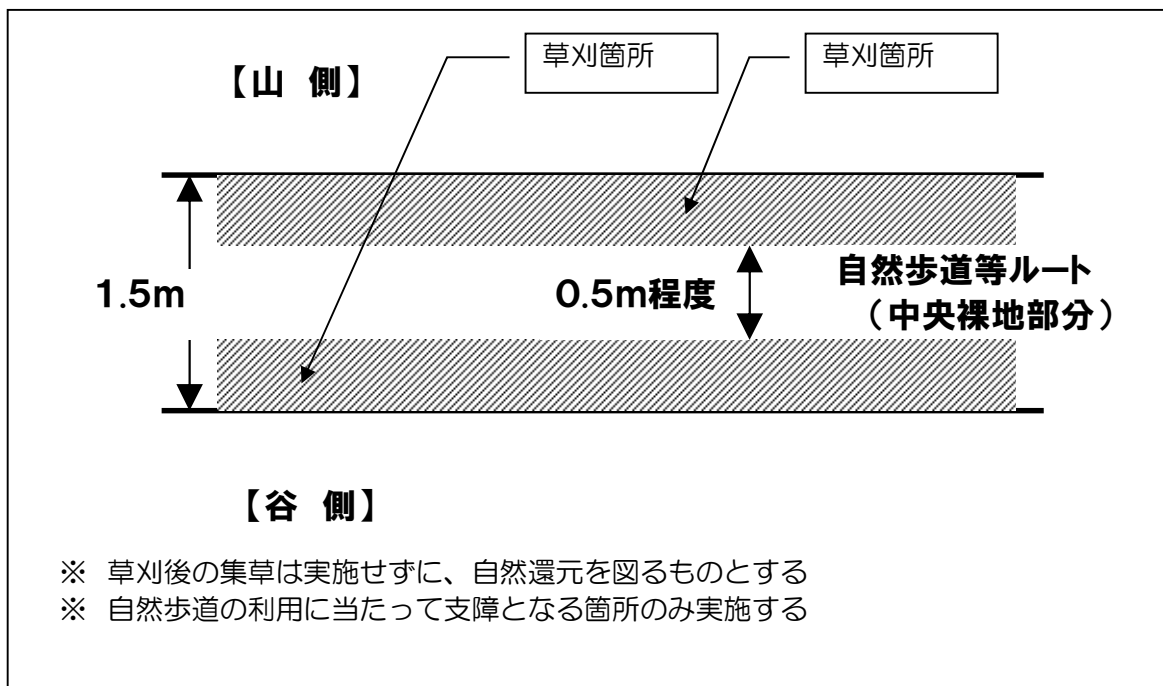 草刈箇所
草刈箇所
【山 側】
1.5m
0.5m程度
自然歩道等ルート
（中央裸地部分）
【谷 側】
※ 草刈後の集草は実施せずに、自然還元を図るものとする
※ 自然歩道の利用に当たって支障となる箇所のみ実施する